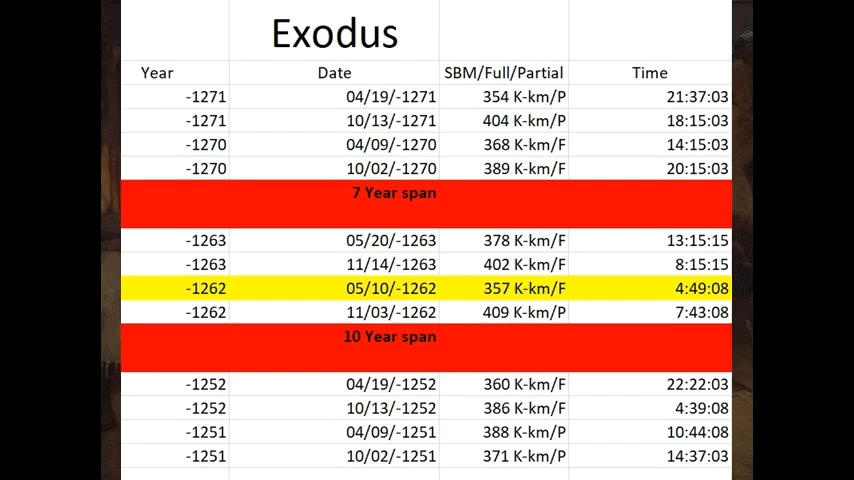 Exodus
Year Date SBM/Full/Partial Time
-1271 04/19/-1271 354 K-km/P 21:37:03
-1271 10/13/-1271 404 K-km/P 18:15:03
-1270 04/09/-1270 368 K-km/F 14:15:03
-1270 10/02/-1270 389 K-km/F 20:15:03
7 Year span
-1263 05/20/-1263 378 K-km/F 13:15:15
-1263 11/14/-1263 402 K-km/F 8:15:15
-1262 05/10/-1262 357 K-km/F 4:49:08
-1262 11/03/-1262 409 K-km/P 7:43:08
10 Year span
-1252 04/19/-1252 360 K-km/F 22:22:03
-1252 10/13/-1252 386 K-km/F 4:39:08
-1251 04/09/-1251 388 K-km/P 10:44:08
-1251 10/02/-1251 371 K-km/P 14:37:03